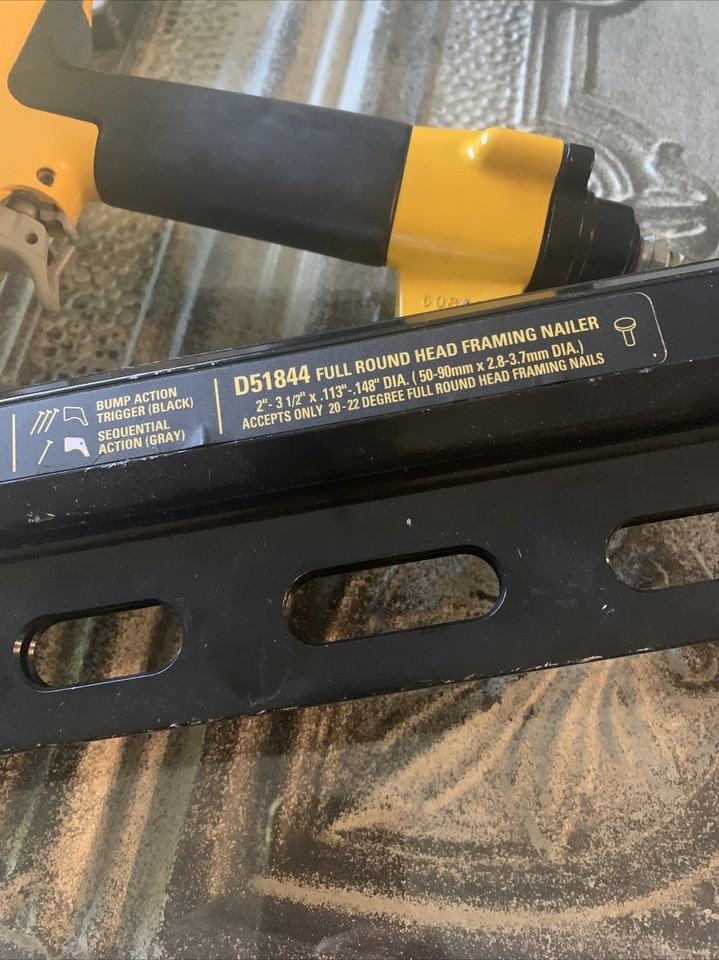 BUMP ACTION
TRIGGER (BLACK)
SEQUENTIAL
ACTION (GRAY)
D51844 FULL ROUND HEAD FRAMING NAILER
2"- 3 1/2" x .113"-.148" DIA. ( 50-90mm x 2.8-3.7mm DIA.)
ACCEPTS ONLY 20-22 DEGREE FULL ROUND HEAD FRAMING NAILS